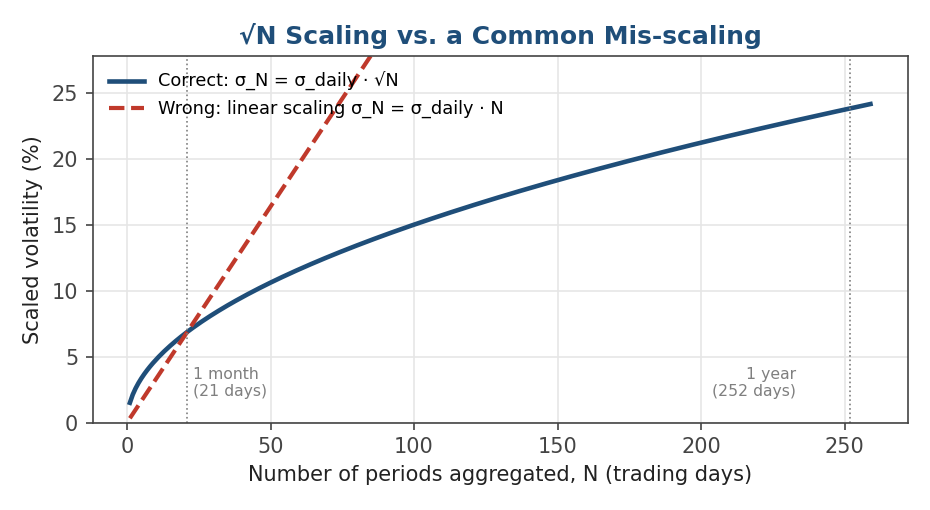 √N Scaling vs. a Common Mis-scaling
Correct: σ_N = σ_daily · √N
Wrong: linear scaling σ_N = σ_daily · N
Scaled volatility (%)
25
20
15
10
5
0
1 month
(21 days)
1 year
(252 days)
0 50 100 150 200 250
Number of periods aggregated, N (trading days)